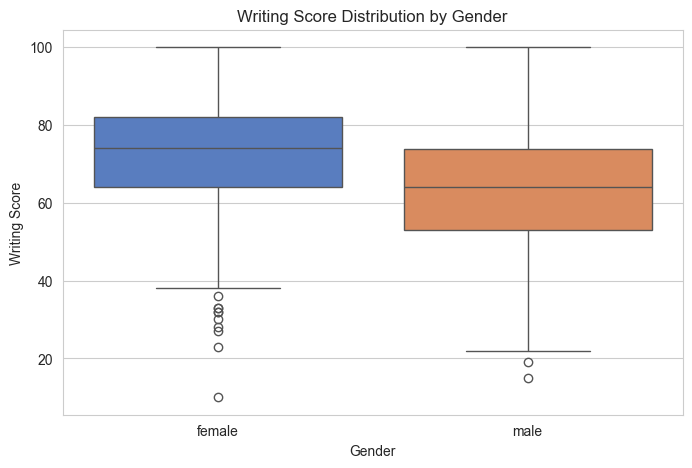 Writing Score Distribution by Gender
100
80
60
40
20
Writing Score
female
male
Gender